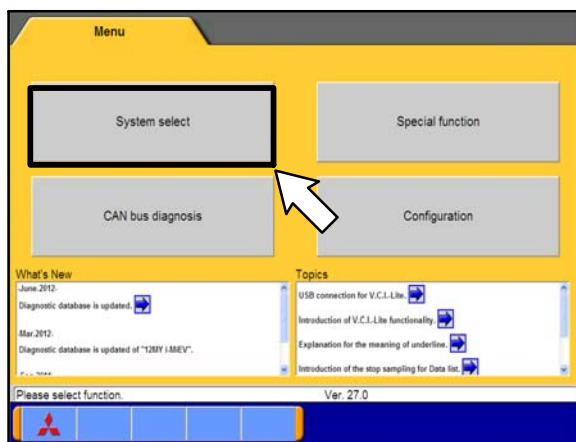 Menu
System select
Special function
CAN bus diagnosis
Configuration
What's New
-June.2012-
Diagnostic database is updated.
-Mar.2012-
Diagnostic database is updated of "12MY i-MiEV".
Topics
USB connection for V.C.I.-Lite.
Introduction of V.C.I.-Lite functionality.
Explanation for the meaning of underline.
Introduction of the stop sampling for Data list.
Please select function.
Ver. 27.0